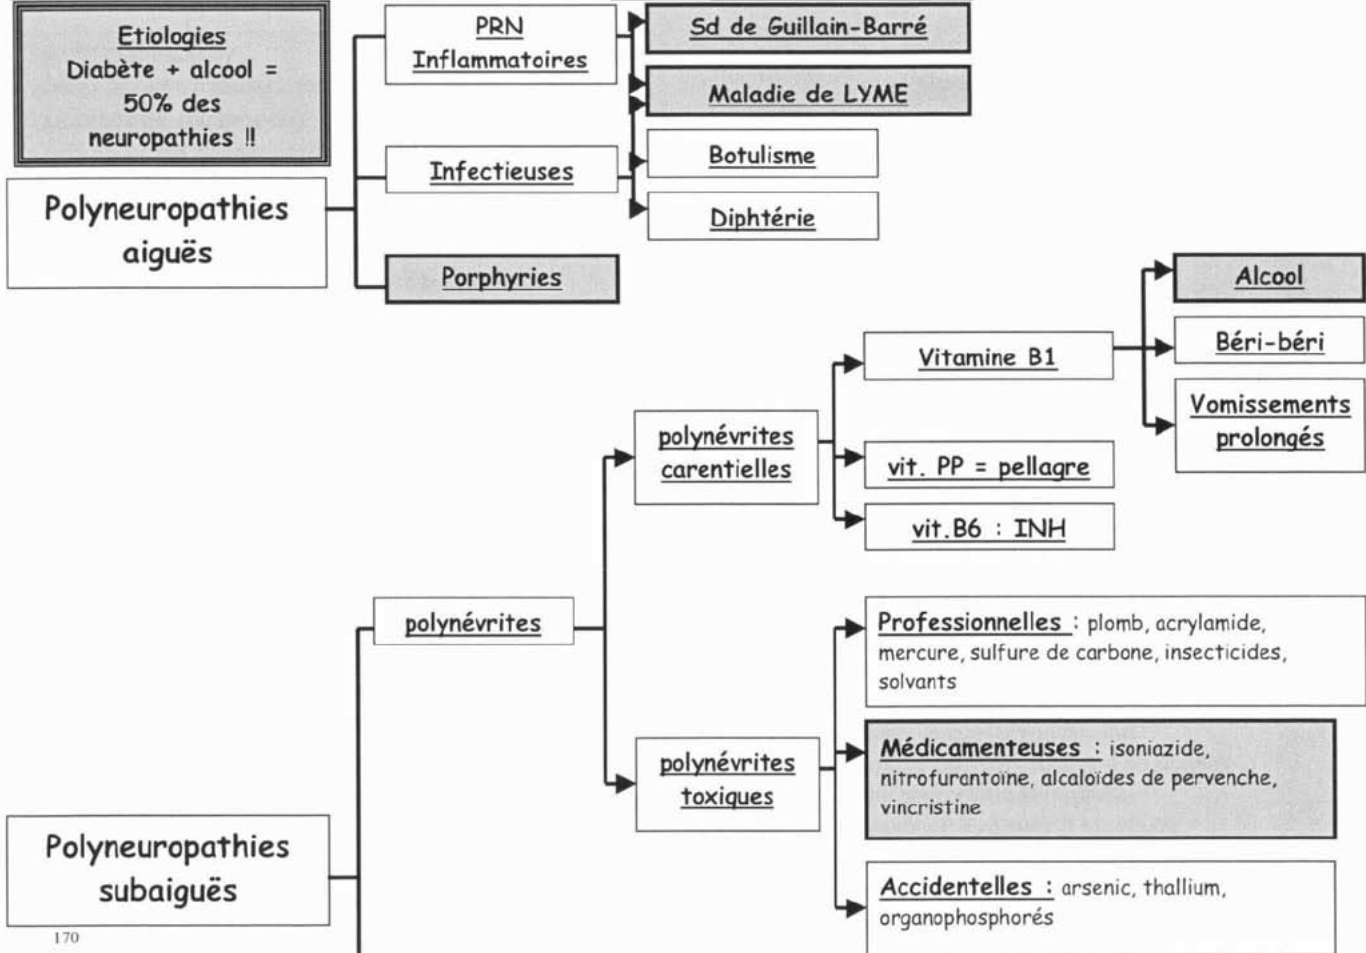 Etiologies
Diabète + alcool =
50% des
neuropathies !!
Polyneuropathies
aiguës
PRN
Inflammatoires
Infectieuses
Porphyries
Sd de Guillain-Barré
Maladie de LYME
Botulisme
Diphtérie
Polyneuropathies
subaiguës
polynévrites
polynévrites
carentielles
Vitamine B1
Alcool
Béri-béri
Vomissements
prolongés
vit. PP = pellagre
vit.B6 : INH
polynévrites
toxiques
Professionnelles : plomb, acrylamide,
mercure, sulfure de carbone, insecticides,
solvants
Médicamenteuses : isoniazide,
nitrofurantoïne, alcaloïdes de pervenche,
vincristine
Accidentelles : arsenic, thallium,
organophosphorés
170